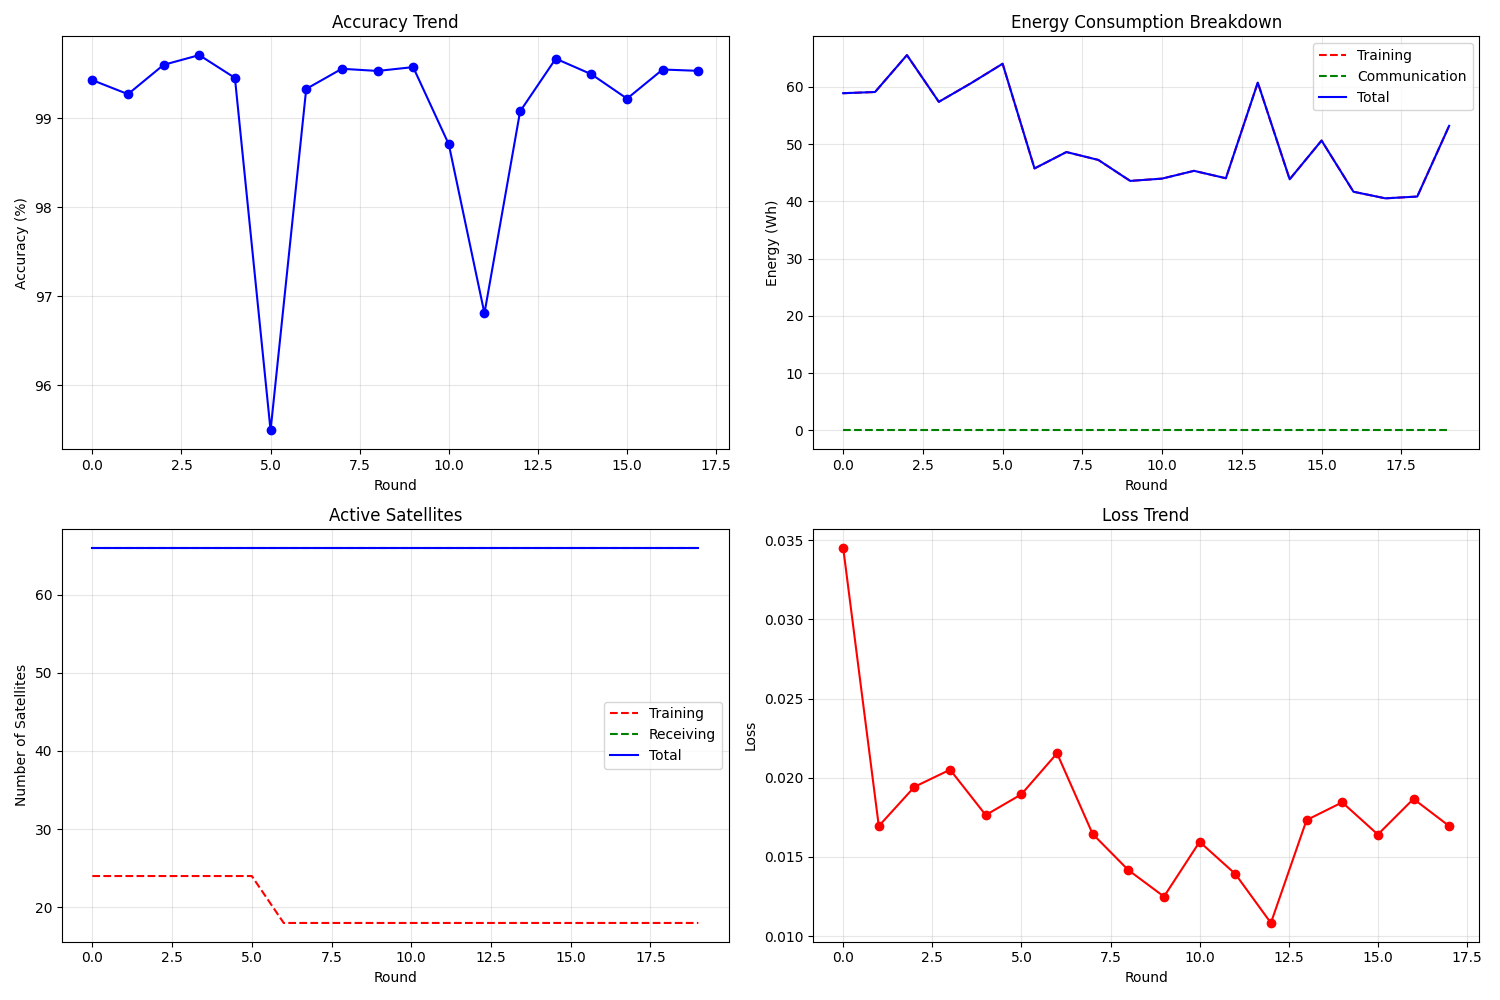 Accuracy Trend
Accuracy (%)
99
98
97
96
0.0 2.5 5.0 7.5 10.0 12.5 15.0 17.5
Round
Energy Consumption Breakdown
Energy (Wh)
60
50
40
30
20
10
0
Training
Communication
Total
0.0 2.5 5.0 7.5 10.0 12.5 15.0 17.5
Round
Active Satellites
Number of Satellites
60
50
40
30
20
Training
Receiving
Total
0.0 2.5 5.0 7.5 10.0 12.5 15.0 17.5
Round
Loss Trend
Loss
0.035
0.030
0.025
0.020
0.015
0.010
0.0 2.5 5.0 7.5 10.0 12.5 15.0 17.5
Round